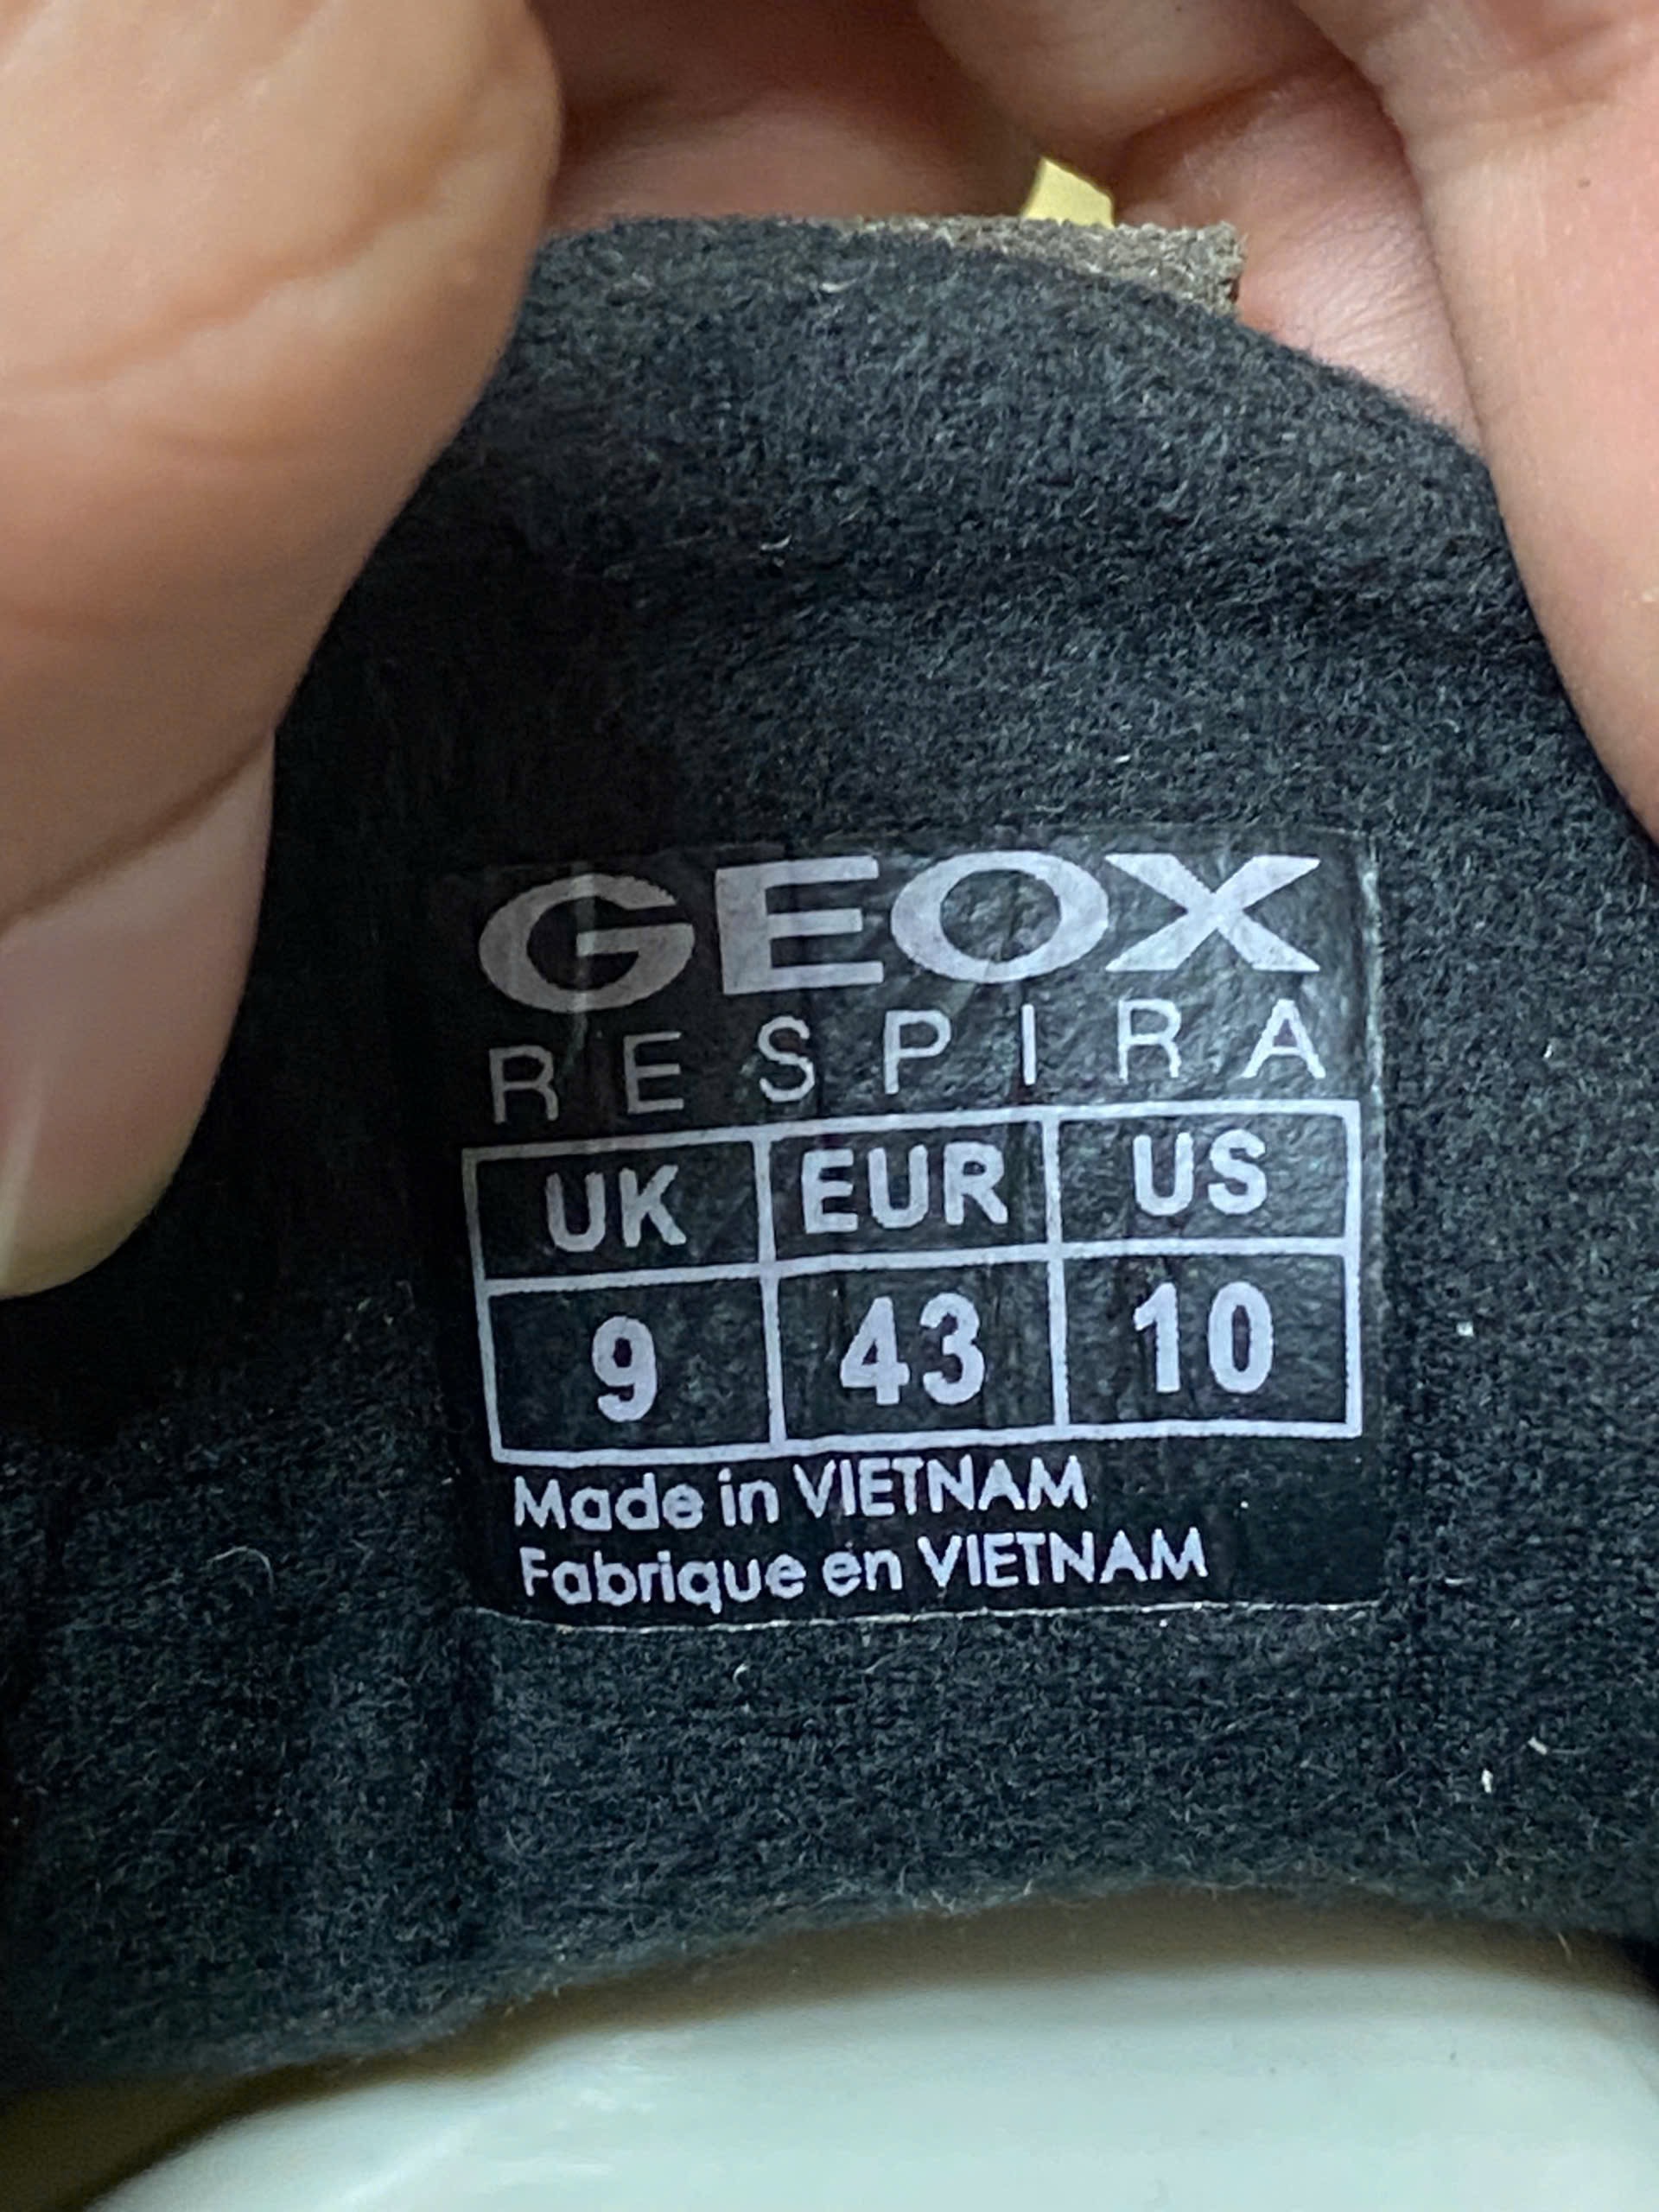 GEOX
RESPIRA
UK EUR US
9 43 10
Made in VIETNAM
Fabrique en VIETNAM